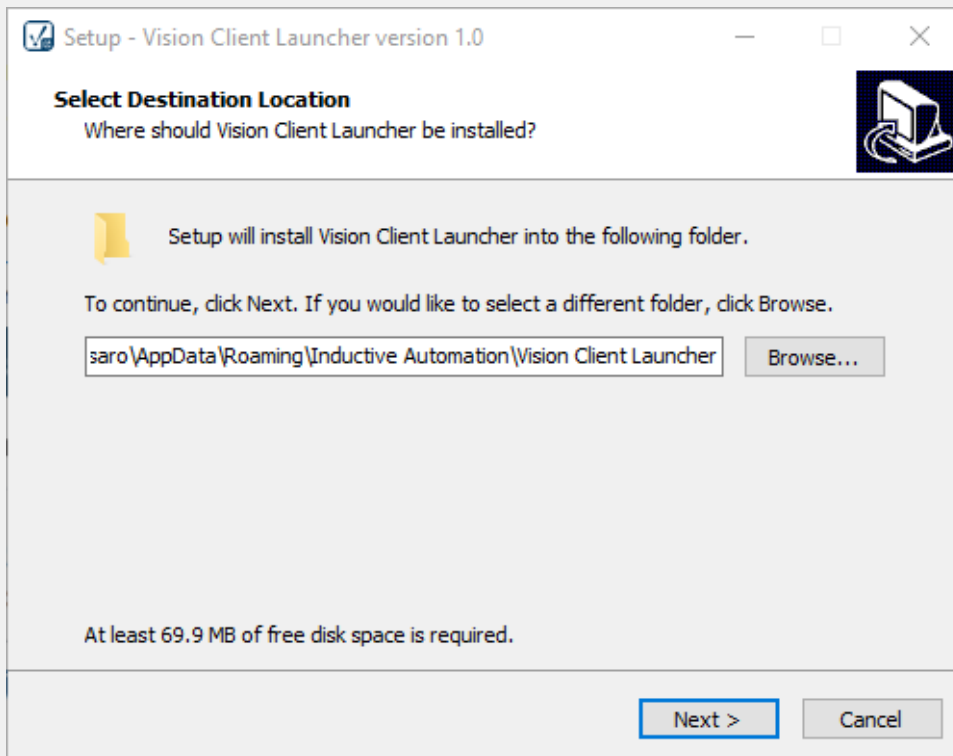 Setup - Vision Client Launcher version 1.0
Select Destination Location
Where should Vision Client Launcher be installed?
Setup will install Vision Client Launcher into the following folder.
To continue, click Next. If you would like to select a different folder, click Browse.
saro\AppData\Roaming\Inductive Automation\Vision Client Launcher
Browse...
At least 69.9 MB of free disk space is required.
Next >
Cancel